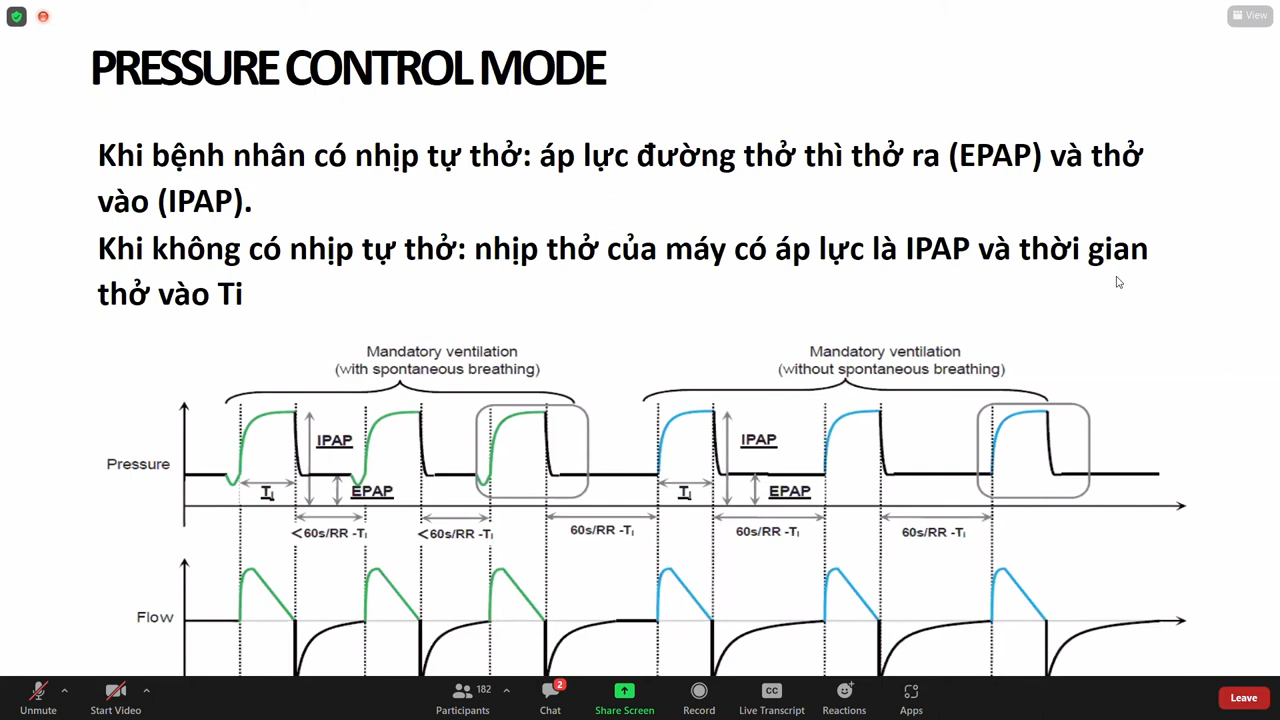 View
PRESSURE CONTROL MODE
Khi bệnh nhân có nhịp tự thở: áp lực đường thở thì thở ra (EPAP) và thở
vào (IPAP).
Khi không có nhịp tự thở: nhịp thở của máy có áp lực là IPAP và thời gian
thở vào Ti
Mandatory ventilation
(with spontaneous breathing)
Mandatory ventilation
(without spontaneous breathing)
IPAP
IPAP
Pressure
Ti
EPAP
Ti
EPAP
<60s/RR -Ti
<60s/RR -Ti
60s/RR -Ti
60s/RR -Ti
60s/RR -Ti
Flow
182
2
CC
Unmute
Start Video
Participants
Chat
Share Screen
Record
Live Transcript
Reactions
Apps
Leave